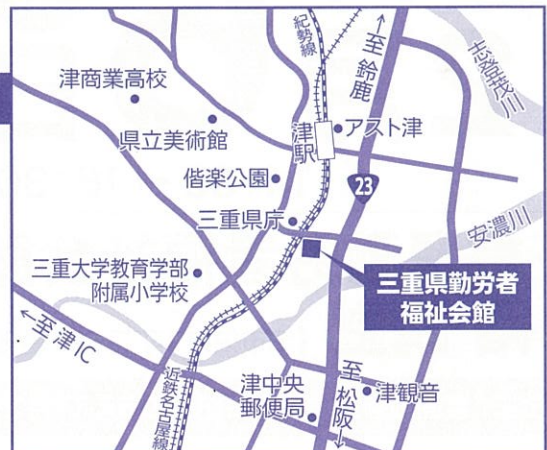 紀勢線
↑至 鈴鹿
志登茂川
津商業高校
県立美術館
津駅
アスト津
偕楽公園
23
三重県庁
安濃川
三重大学教育学部
附属小学校
三重県勤労者
福祉会館
←至津IC
近鉄名古屋線
津中央
郵便局
至 松阪↓
津観音